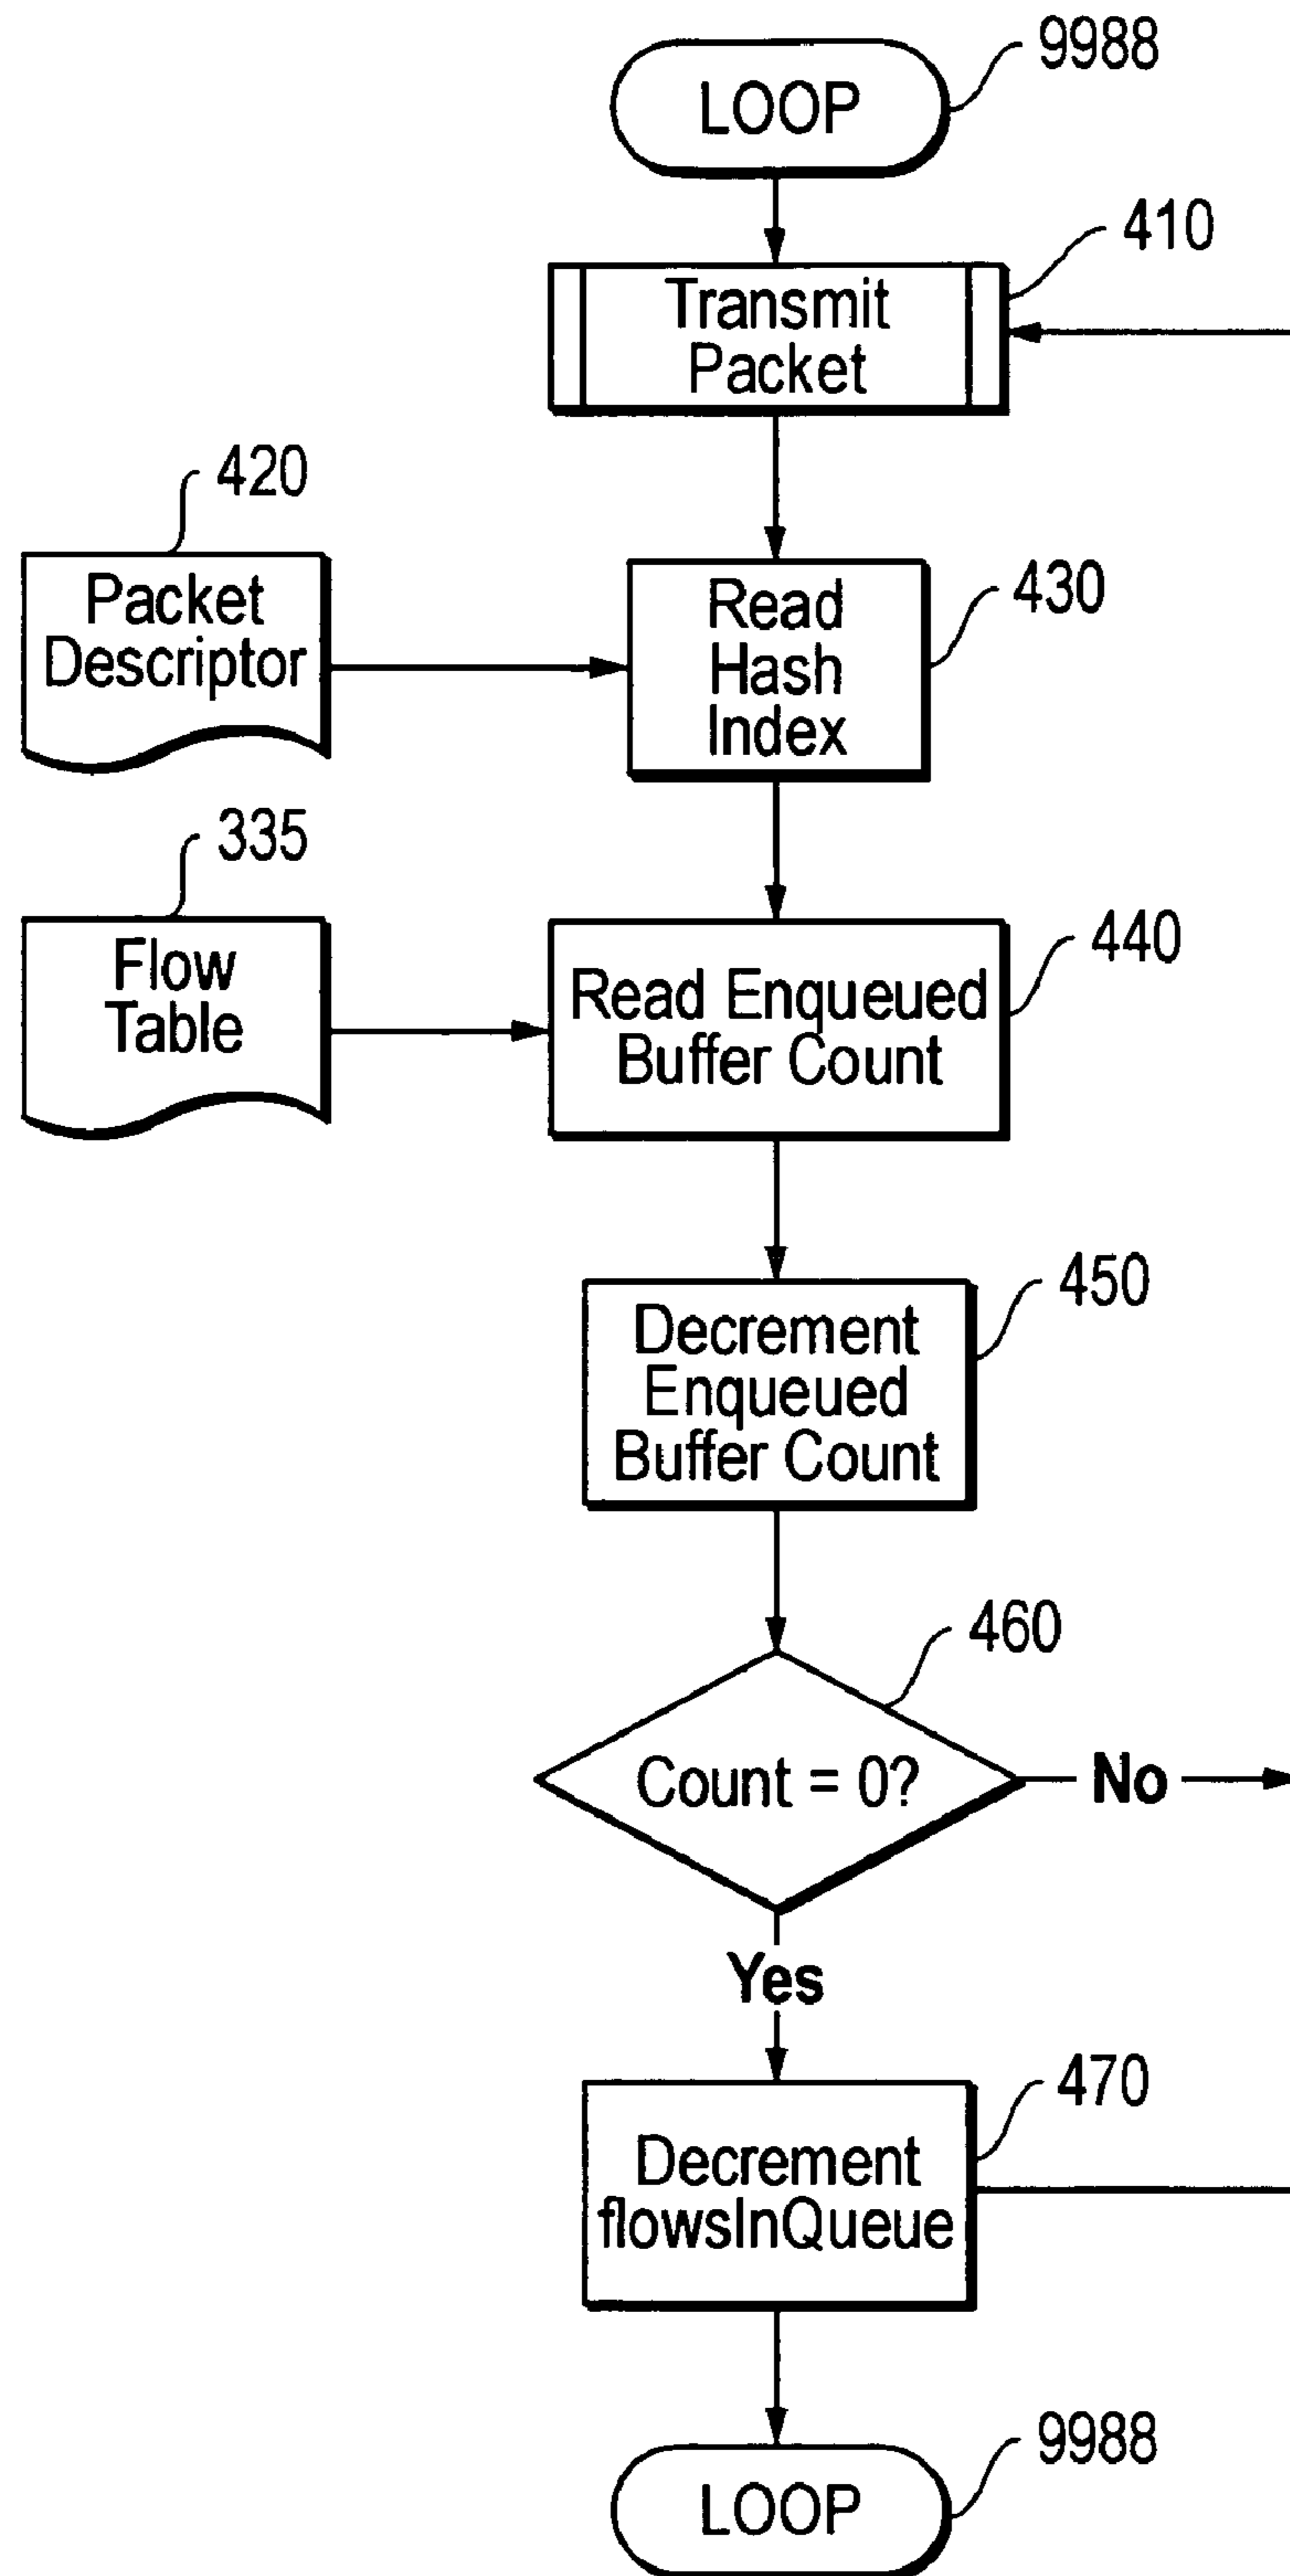 9988
LOOP
410
Transmit
Packet
420
Packet
Descriptor
430
Read
Hash
Index
335
Flow
Table
440
Read Enqueued
Buffer Count
450
Decrement
Enqueued
Buffer Count
460
Count = 0?
No
Yes
470
Decrement
flowsInQueue
9988
LOOP